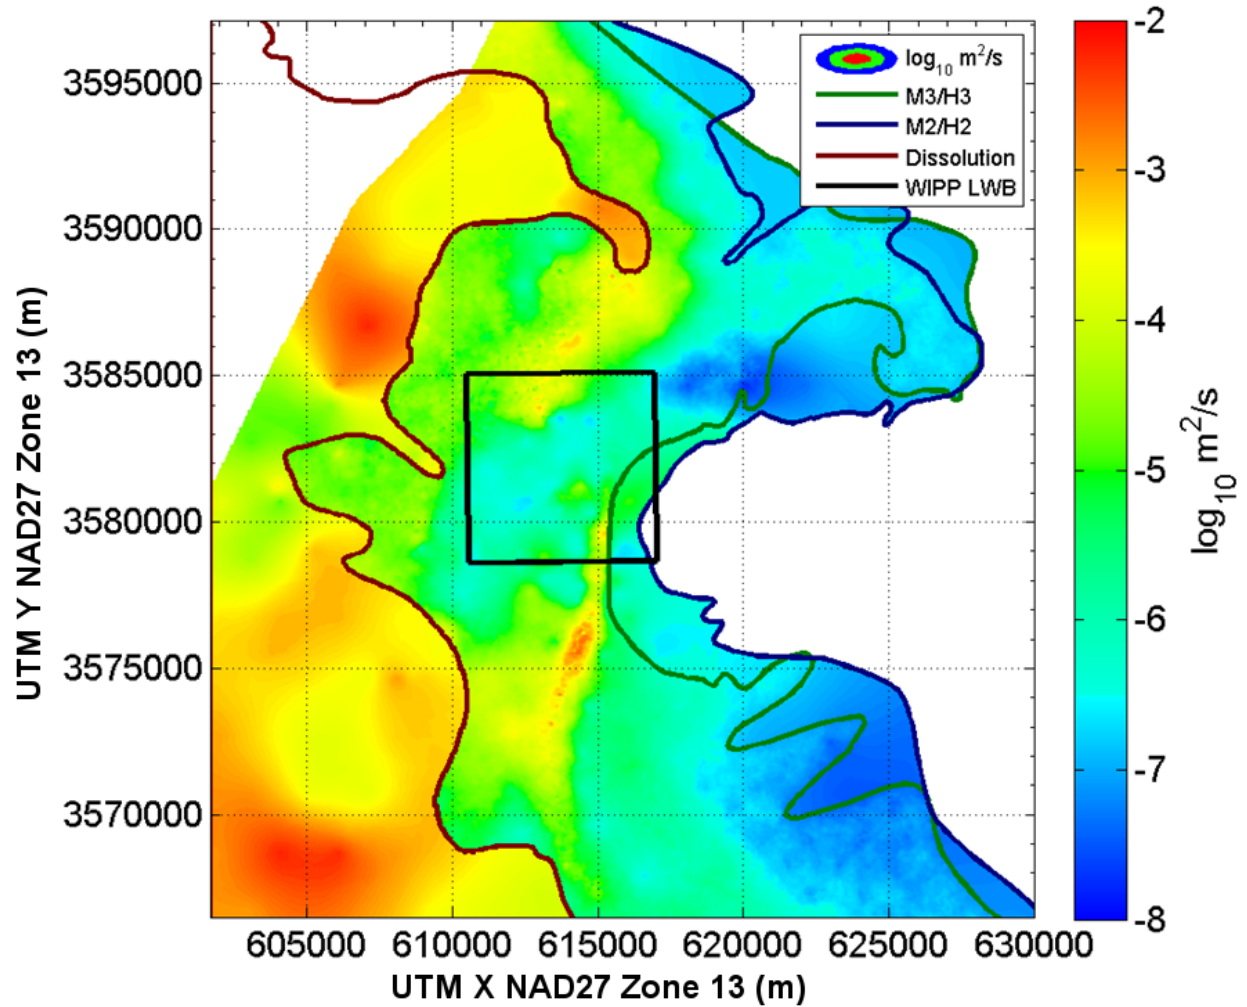 log10 m2/s
M3/H3
M2/H2
Dissolution
WIPP LWB
3595000
3590000
3585000
3580000
3575000
3570000
UTM Y NAD27 Zone 13 (m)
605000 610000 615000 620000 625000 630000
UTM X NAD27 Zone 13 (m)
-2
-3
-4
-5
-6
-7
-8
log10 m2/s